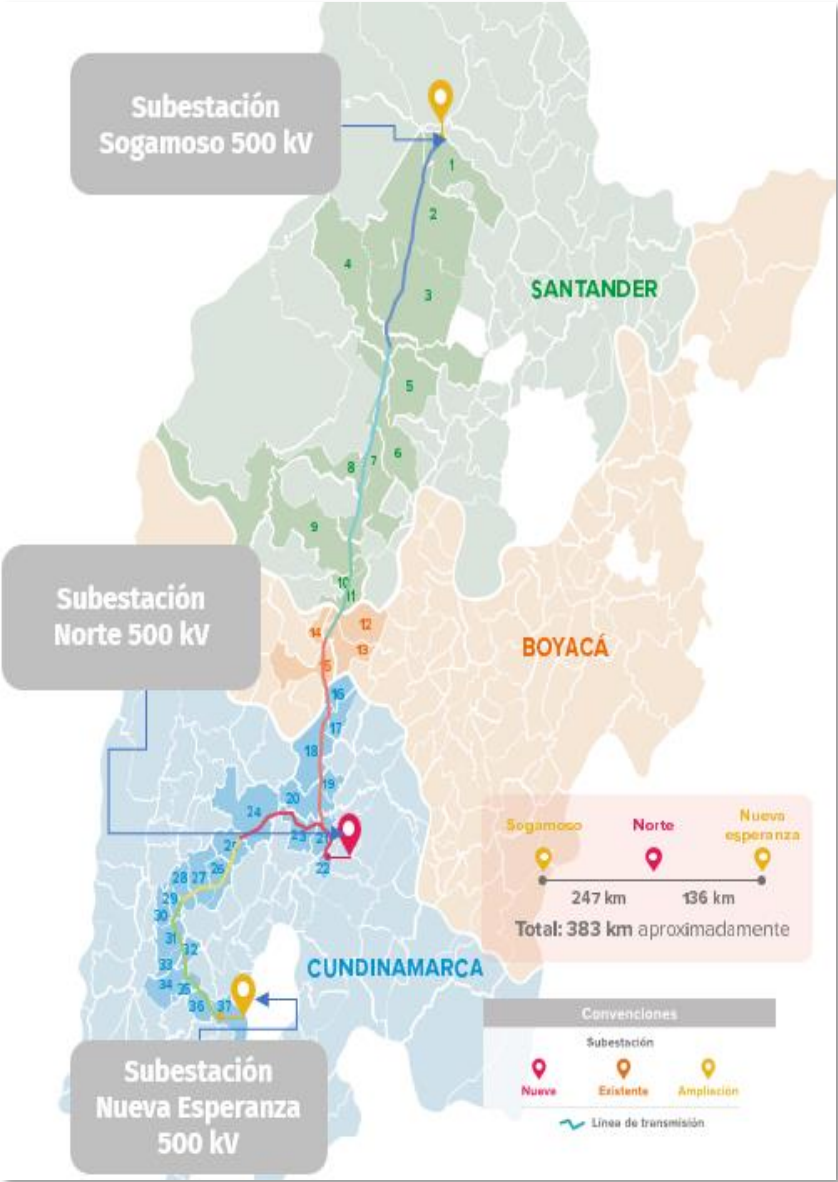 Subestación
Sogamoso 500 kV
1
2
4
3
SANTANDER
5
6
7
8
9
10
11
Subestación
Norte 500 kV
12
14
13
BOYACÁ
16
17
18
19
20
24
22
26
27
28
29
30
31
32
33
34
35
36
37
Sogamoso
Norte
Nueva
esperanza
247 km
136 km
Total: 383 km aproximadamente
CUNDINAMARCA
Convenciones
Subestación
Nueva
Existente
Ampliación
Línea de transmisión
Subestación
Nueva Esperanza
500 kV